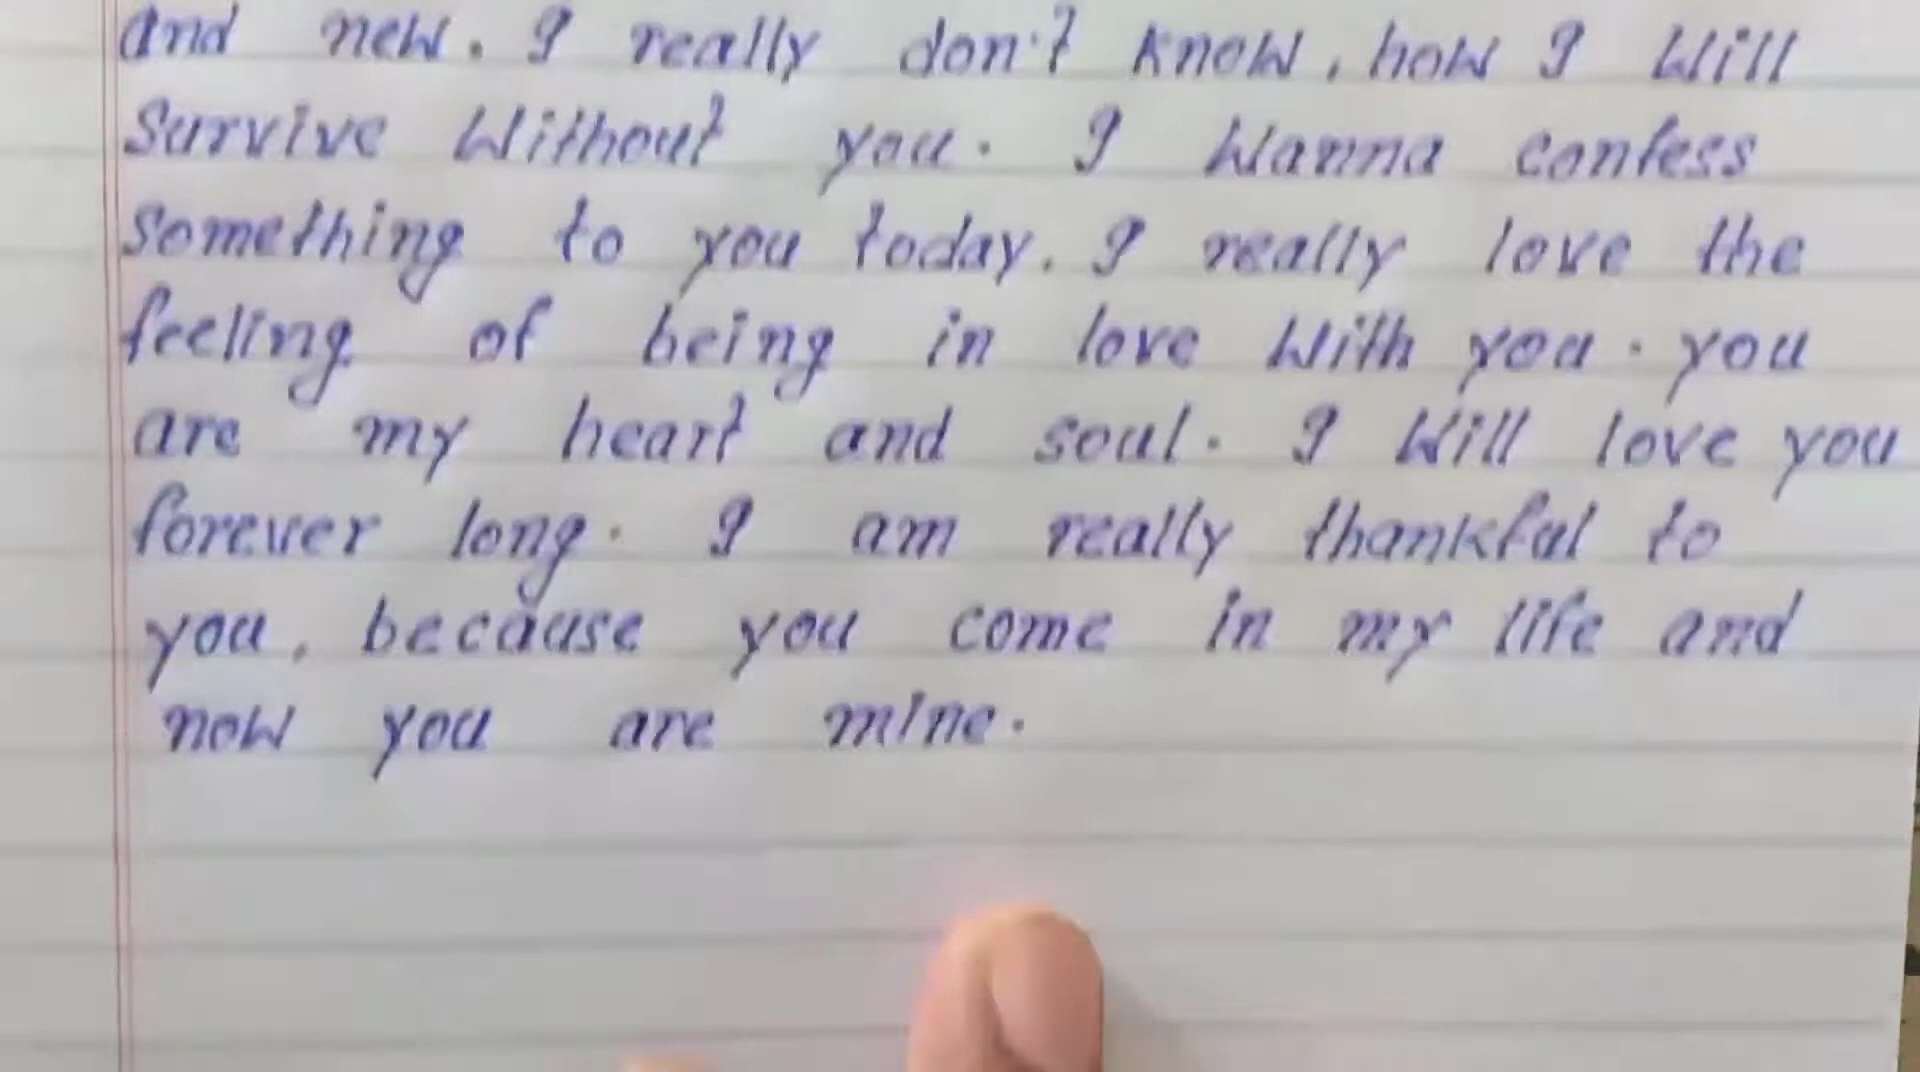 and new. I really don't know, how I will
survive without you. I wanna confess
something to you today. I really love the
feeling of being in love with you. you
are my heart and soul. I will love you
forever long. I am really thankful to
you, because you come in my life and
now you are mine.